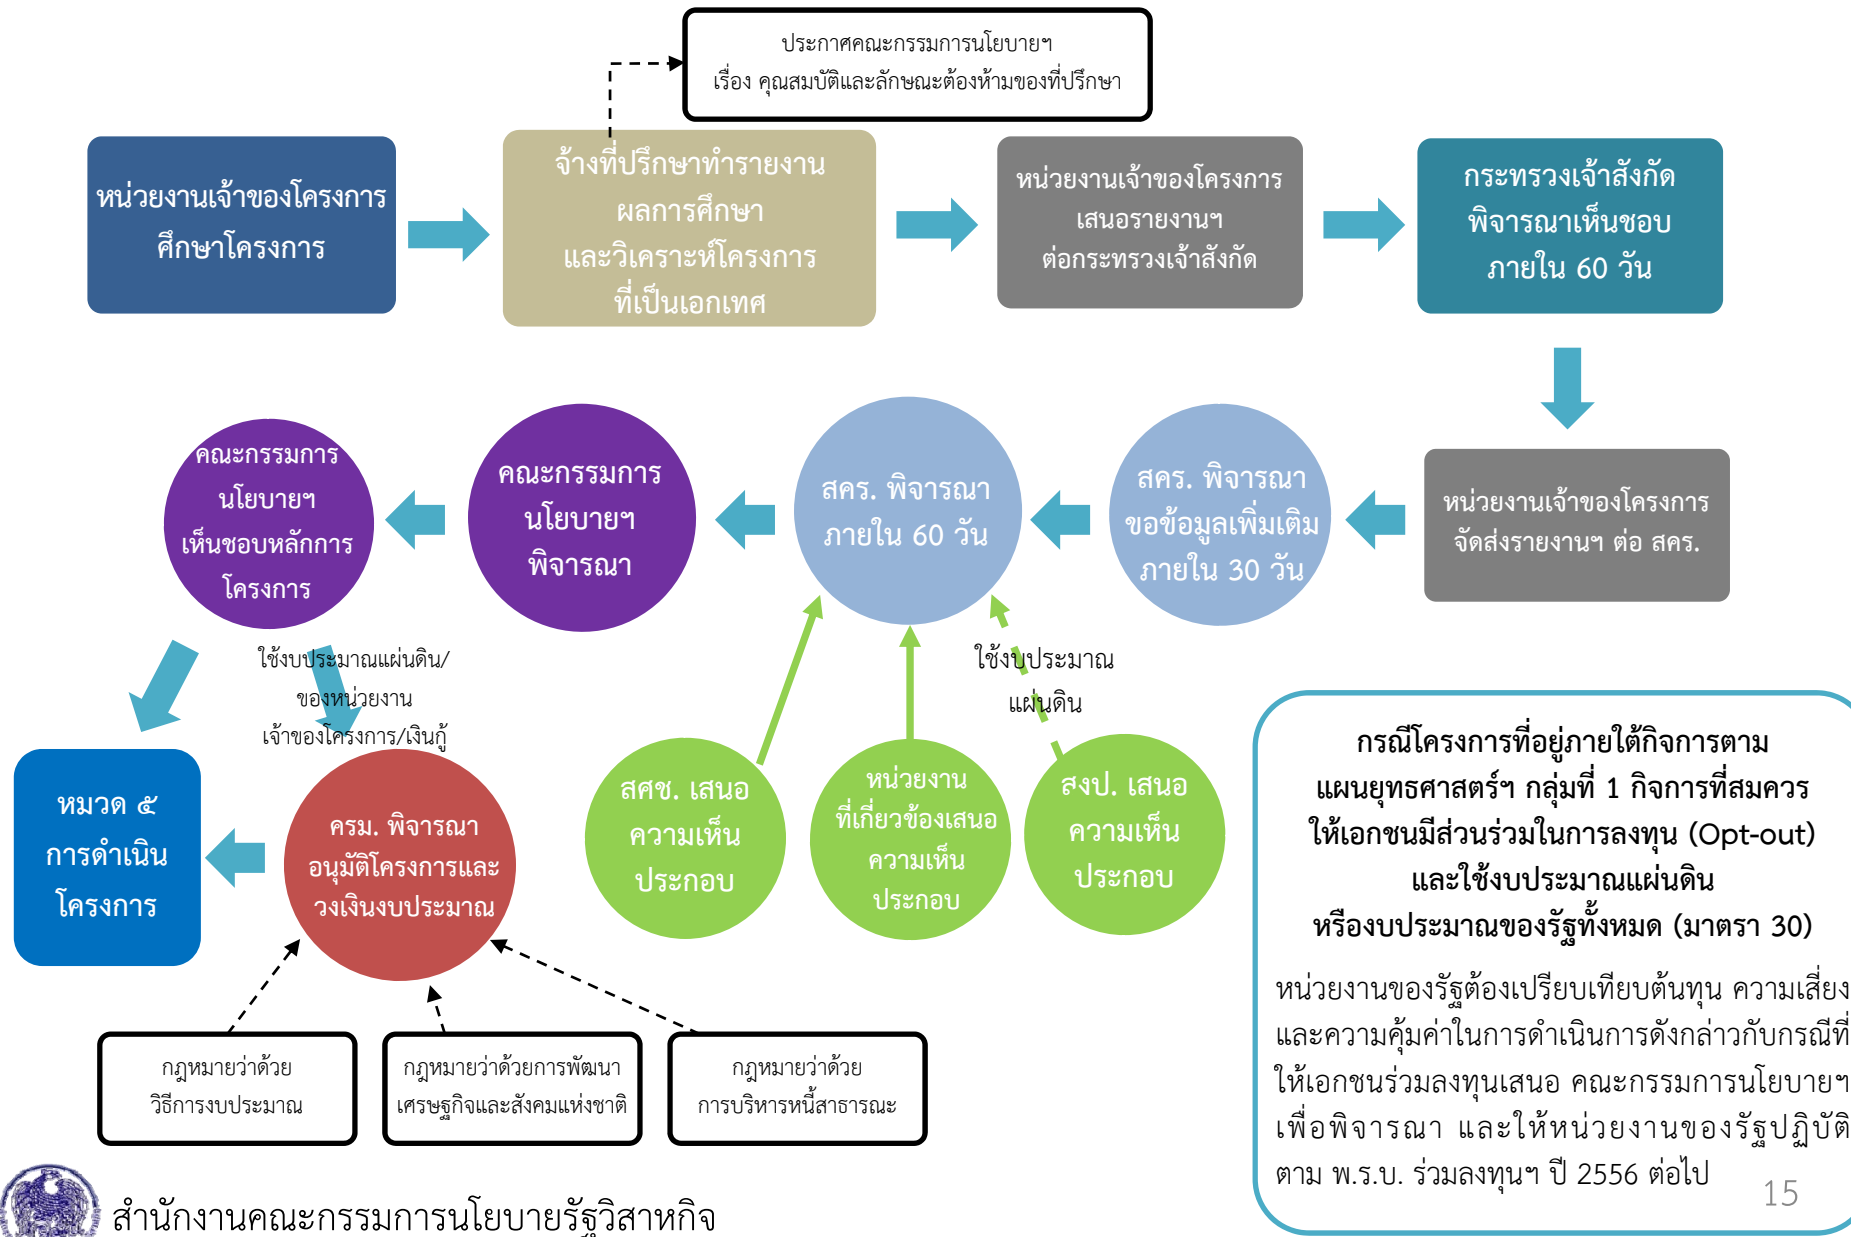 ประกาศคณะกรรมการนโยบายฯ
เรื่อง คุณสมบัติและลักษณะต้องห้ามของที่ปรึกษา
หน่วยงานเจ้าของโครงการ
ศึกษาโครงการ
จ้างที่ปรึกษาทำรายงาน
ผลการศึกษา
และวิเคราะห์โครงการ
ที่เป็นเอกเทศ
หน่วยงานเจ้าของโครงการ
เสนอรายงานฯ
ต่อกระทรวงเจ้าสังกัด
กระทรวงเจ้าสังกัด
พิจารณาเห็นชอบ
ภายใน 60 วัน
หน่วยงานเจ้าของโครงการ
จัดส่งรายงานฯ ต่อ สคร.
สคร. พิจารณา
ขอข้อมูลเพิ่มเติม
ภายใน 30 วัน
สคร. พิจารณา
ภายใน 60 วัน
คณะกรรมการ
นโยบายฯ
พิจารณา
คณะกรรมการ
นโยบายฯ
เห็นชอบหลักการ
โครงการ
ใช้งบประมาณแผ่นดิน/
ของหน่วยงาน
เจ้าของโครงการ/เงินกู้
ใช้งบประมาณ
แผ่นดิน
สศช. เสนอ
ความเห็น
ประกอบ
หน่วยงาน
ที่เกี่ยวข้องเสนอ
ความเห็น
ประกอบ
สงป. เสนอ
ความเห็น
ประกอบ
หมวด ๕
การดำเนิน
โครงการ
ครม. พิจารณา
อนุมัติโครงการและ
วงเงินงบประมาณ
กฎหมายว่าด้วย
วิธีการงบประมาณ
กฎหมายว่าด้วยการพัฒนา
เศรษฐกิจและสังคมแห่งชาติ
กฎหมายว่าด้วย
การบริหารหนี้สาธารณะ
กรณีโครงการที่อยู่ภายใต้กิจการตาม
แผนยุทธศาสตร์ฯ กลุ่มที่ 1 กิจการที่สมควร
ให้เอกชนมีส่วนร่วมในการลงทุน (Opt-out)
และใช้งบประมาณแผ่นดิน
หรืองบประมาณของรัฐทั้งหมด (มาตรา 30)
หน่วยงานของรัฐต้องเปรียบเทียบต้นทุน ความเสี่ยง
และความคุ้มค่าในการดำเนินการดังกล่าวกับกรณีที่
ให้เอกชนร่วมลงทุนเสนอ คณะกรรมการนโยบายฯ
เพื่อพิจารณา และให้หน่วยงานของรัฐปฏิบัติ
ตาม พ.ร.บ. ร่วมลงทุนฯ ปี 2556 ต่อไป
15
สำนักงานคณะกรรมการนโยบายรัฐวิสาหกิจ